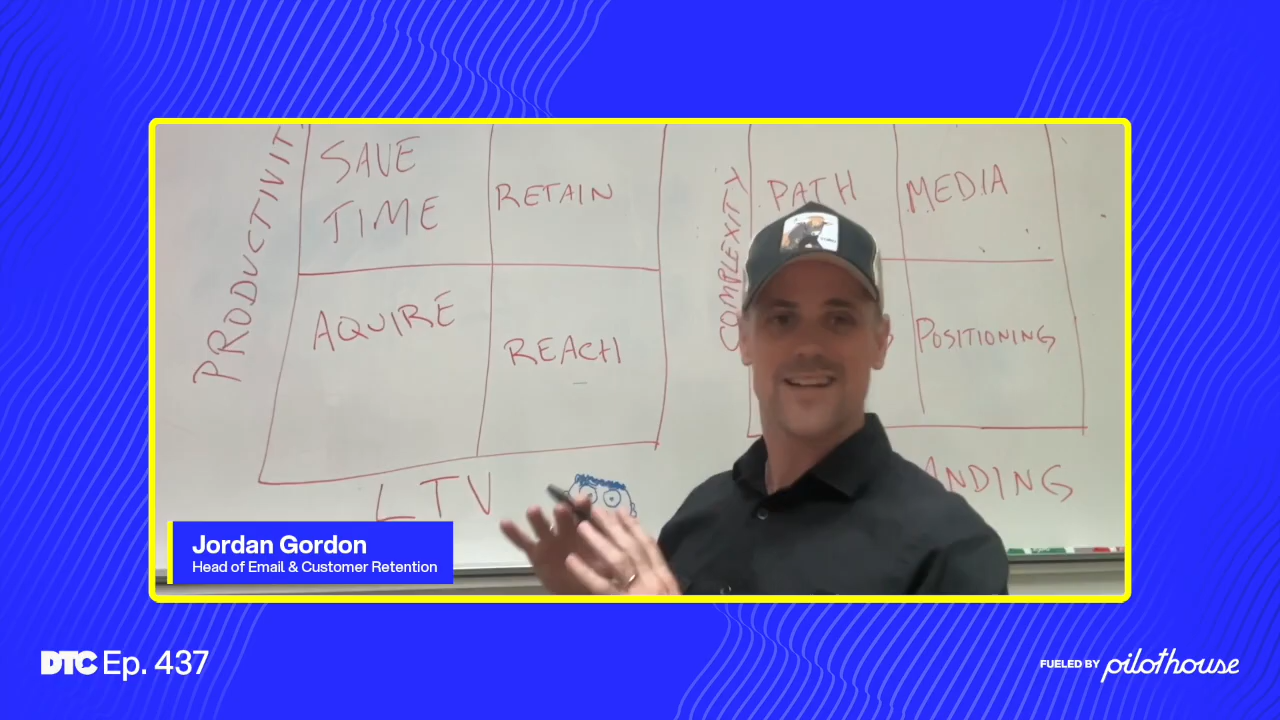 PRODUCTIVIT
SAVE
TIME
RETAIN
AQUIRE
REACH
LTV
COMPLEXITY
PATH
MEDIA
POSITIONING
ANDING
Jordan Gordon
Head of Email & Customer Retention
DTC Ep. 437
FUELED BY pilothouse